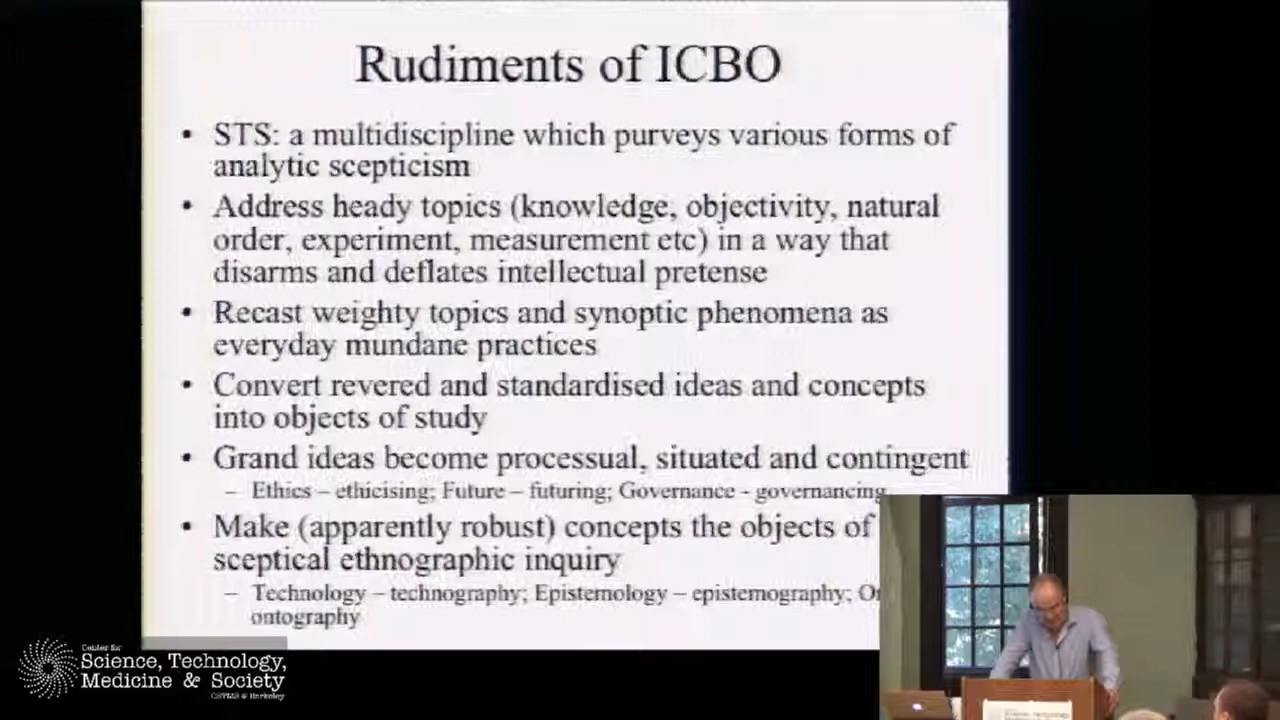 Rudiments of ICBO
• STS: a multidiscipline which purveys various forms of
analytic scepticism
• Address heady topics (knowledge, objectivity, natural
order, experiment, measurement etc) in a way that
disarms and deflates intellectual pretense
• Recast weighty topics and synoptic phenomena as
everyday mundane practices
• Convert revered and standardised ideas and concepts
into objects of study
• Grand ideas become processual, situated and contingent
– Ethics – ethicising; Future – futuring; Governance - governancing
• Make (apparently robust) concepts the objects of
sceptical ethnographic inquiry
– Technology – technography; Epistemology – epistemography;
ontography
Center for
Science, Technology,
Medicine & Society
CSTMS @ Berkeley